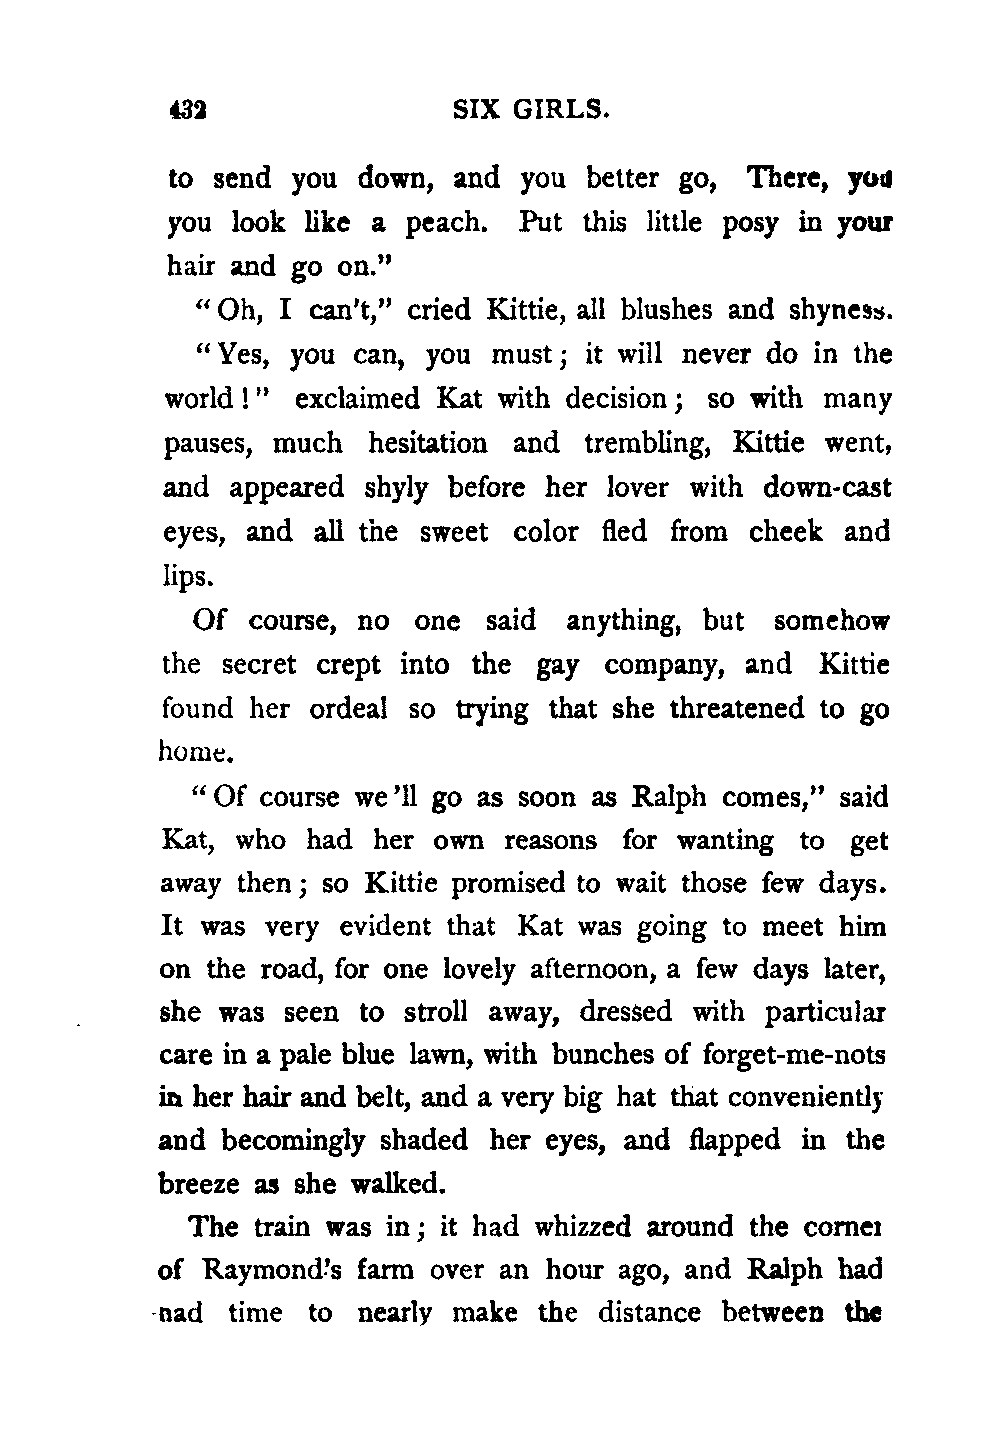 432 SIX GIRLS.
to send you down, and you better go, There, you
you look like a peach. Put this little posy in your
hair and go on."
"Oh, I can't," cried Kittie, all blushes and shyness.
"Yes, you can, you must; it will never do in the
world!" exclaimed Kat with decision; so with many
pauses, much hesitation and trembling, Kittie went,
and appeared shyly before her lover with down-cast
eyes, and all the sweet color fled from cheek and
lips.
Of course, no one said anything, but somehow
the secret crept into the gay company, and Kittie
found her ordeal so trying that she threatened to go
home.
"Of course we'll go as soon as Ralph comes," said
Kat, who had her own reasons for wanting to get
away then; so Kittie promised to wait those few days.
It was very evident that Kat was going to meet him
on the road, for one lovely afternoon, a few days later,
she was seen to stroll away, dressed with particular
care in a pale blue lawn, with bunches of forget-me-nots
in her hair and belt, and a very big hat that conveniently
and becomingly shaded her eyes, and flapped in the
breeze as she walked.
The train was in; it had whizzed around the corner
of Raymond's farm over an hour ago, and Ralph had
had time to nearly make the distance between the